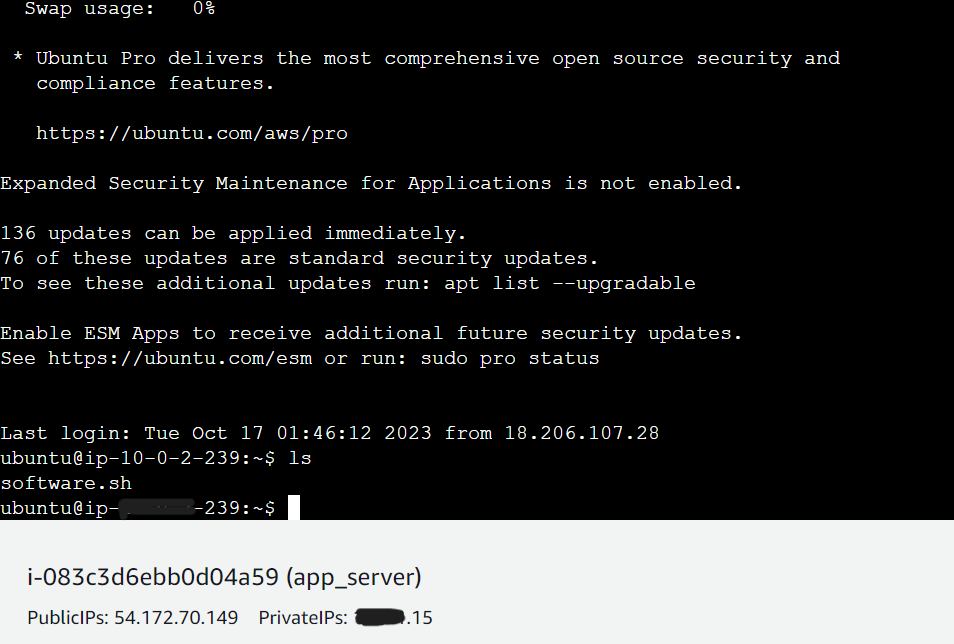 Swap usage:   0%
* Ubuntu Pro delivers the most comprehensive open source security and
compliance features.
https://ubuntu.com/aws/pro
Expanded Security Maintenance for Applications is not enabled.
136 updates can be applied immediately.
76 of these updates are standard security updates.
To see these additional updates run: apt list --upgradable
Enable ESM Apps to receive additional future security updates.
See https://ubuntu.com/esm or run: sudo pro status
Last login: Tue Oct 17 01:46:12 2023 from 18.206.107.28
ubuntu@ip-10-0-2-239:~$ ls
software.sh
ubuntu@ip- -239:~$
i-083c3d6ebb0d04a59 (app_server)
PublicIPs: 54.172.70.149 PrivateIPs: .15